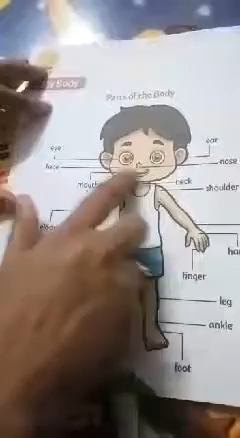 Body
Parts of the Body
eye
ear
face
nose
mouth
neck
shoulder
finger
leg
ankle
foot